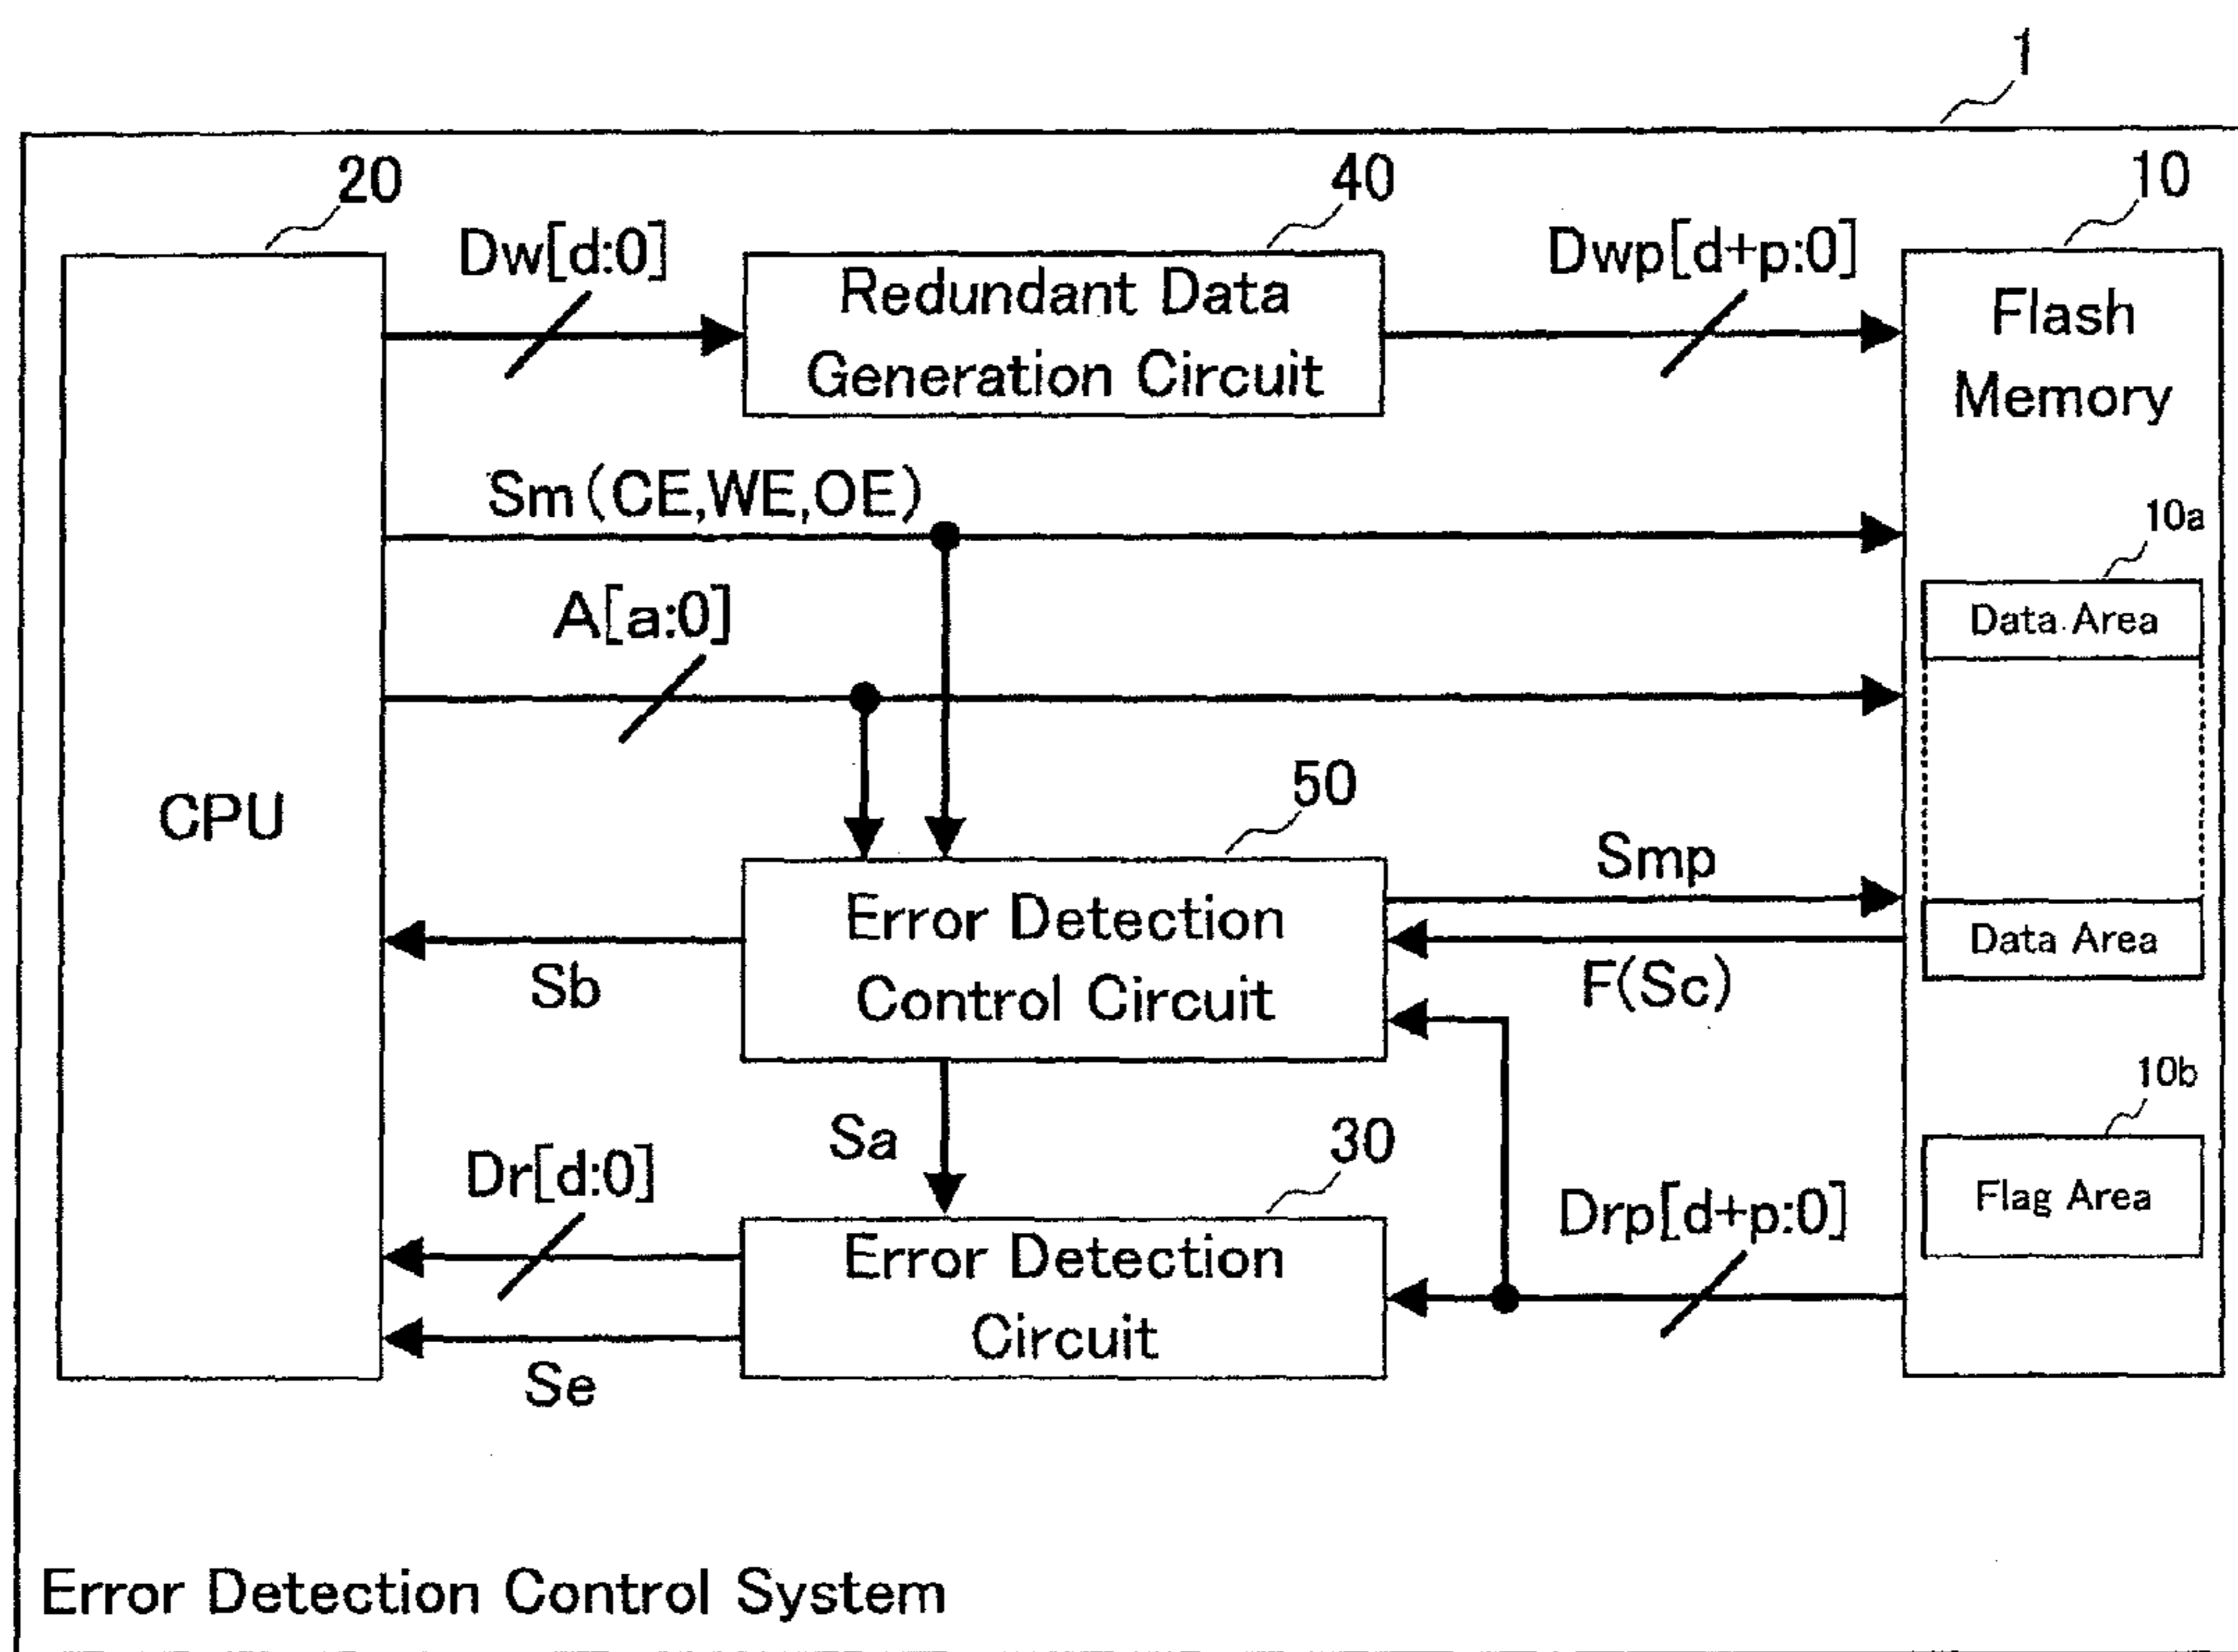 1
20
40
10
Dw[d:0]
Dwp[d+p:0]
Redundant Data
Generation Circuit
Flash
Memory
Sm(CE,WE,OE)
10a
Data Area
A[a:0]
CPU
50
Smp
Error Detection
Control Circuit
Data Area
Sb
F(Sc)
10b
Sa
30
Dr[d:0]
Drp[d+p:0]
Flag Area
Error Detection
Circuit
Se
Error Detection Control System